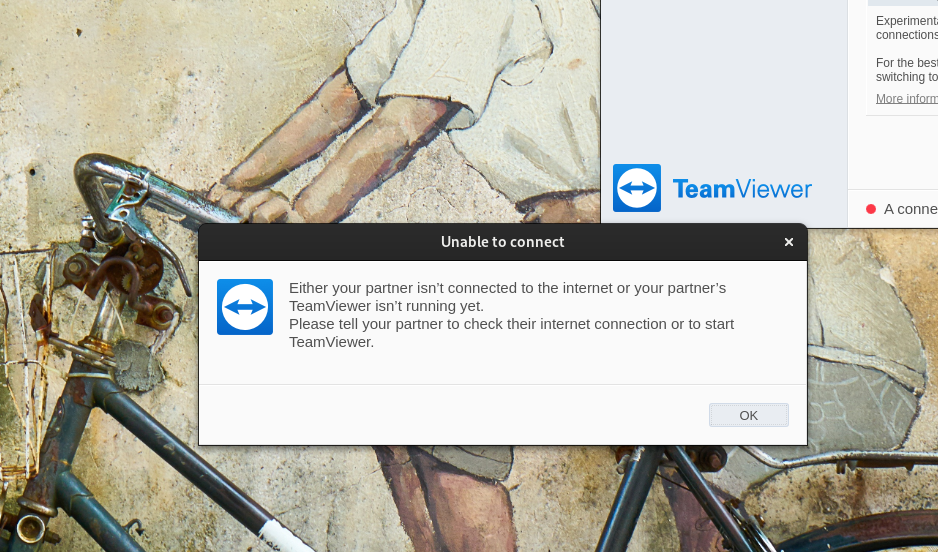 Experimenta
connections
For the best
switching to
More inform
TeamViewer
A conne
Unable to connect
Either your partner isn’t connected to the internet or your partner’s
TeamViewer isn’t running yet.
Please tell your partner to check their internet connection or to start
TeamViewer.
OK